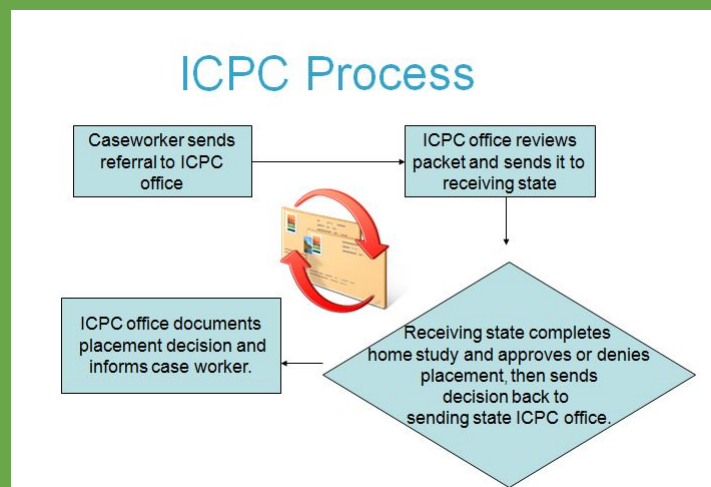 ICPC Process
Caseworker sends
referral to ICPC
office
ICPC office reviews
packet and sends it to
receiving state
Receiving state completes
home study and approves or denies
placement, then sends
decision back to
sending state ICPC office.
ICPC office documents
placement decision and
informs case worker.